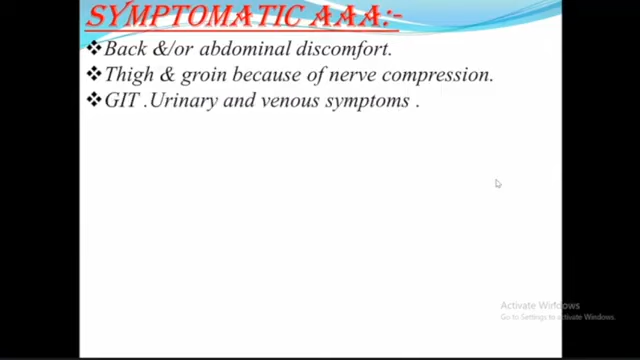 SYMPTOMATIC AAA:-
❖Back &/or abdominal discomfort.
❖Thigh & groin because of nerve compression.
❖GIT .Urinary and venous symptoms .
Activate Windows
Go to Settings to activate Windows.